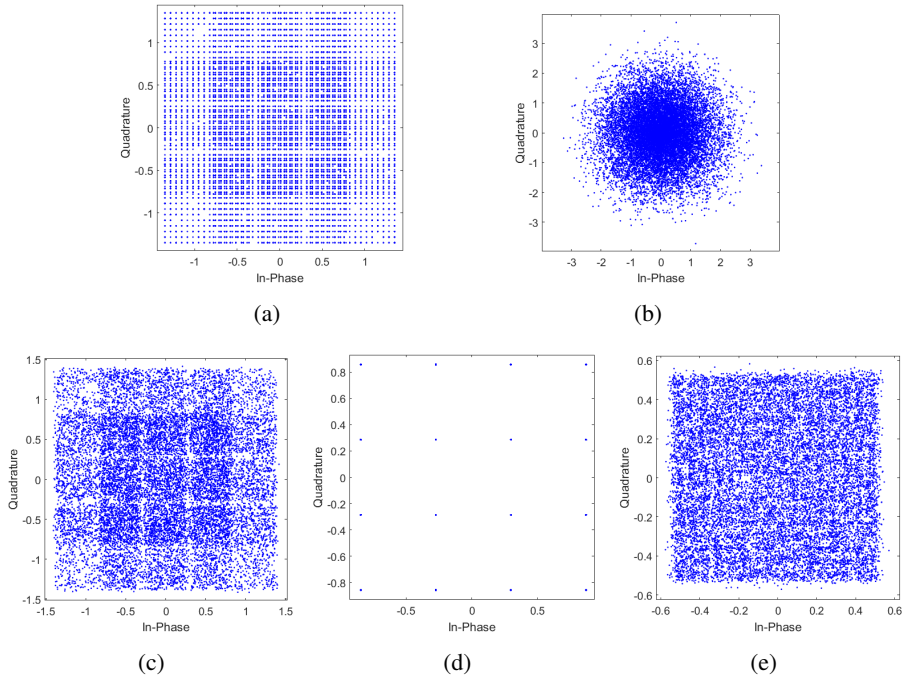 1
0.5
0
-0.5
-1
Quadrature
-1 -0.5 0 0.5 1
In-Phase
(a)
3
2
1
0
-1
-2
-3
Quadrature
-3 -2 -1 0 1 2 3
In-Phase
(b)
1.5
1
0.5
0
-0.5
-1
-1.5
Quadrature
-1.5 -1 -0.5 0 0.5 1 1.5
In-Phase
(c)
0.8
0.6
0.4
0.2
0
-0.2
-0.4
-0.6
-0.8
Quadrature
-0.5 0 0.5
In-Phase
(d)
0.6
0.4
0.2
0
-0.2
-0.4
-0.6
Quadrature
-0.6 -0.4 -0.2 0 0.2 0.4 0.6
In-Phase
(e)